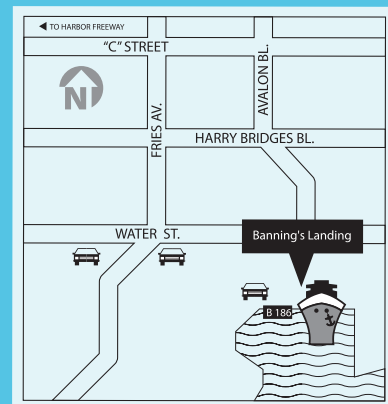 TO HARBOR FREEWAY
"C" STREET
N
AVALON BL.
FRIES AV.
HARRY BRIDGES BL.
WATER ST.
Banning's Landing
B 186